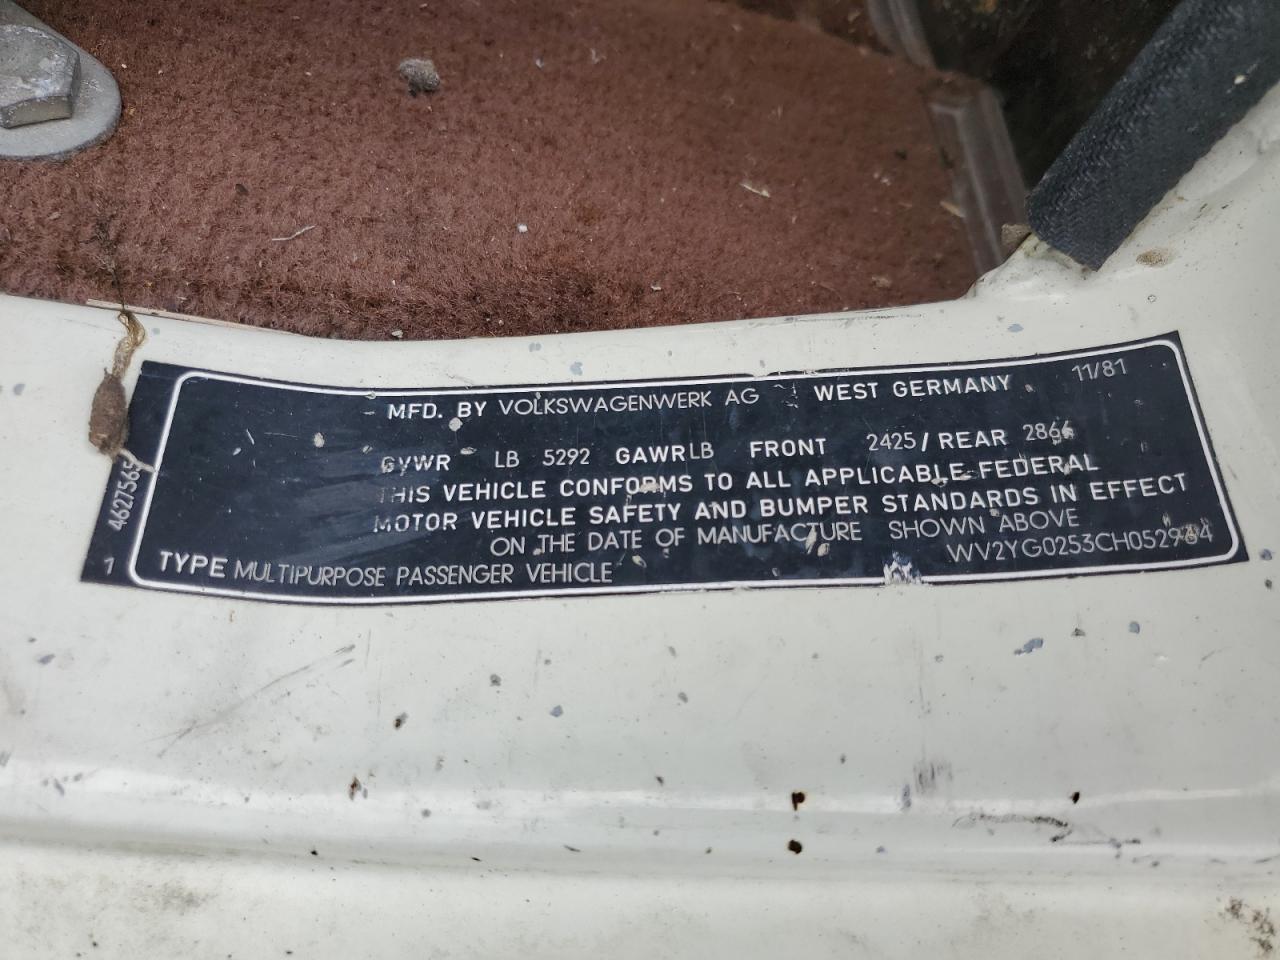 MFD. BY VOLKSWAGENWERK AG WEST GERMANY 11/81
GVWR LB 5292 GAWR LB FRONT 2425/REAR 2866
THIS VEHICLE CONFORMS TO ALL APPLICABLE FEDERAL
MOTOR VEHICLE SAFETY AND BUMPER STANDARDS IN EFFECT
ON THE DATE OF MANUFACTURE SHOWN ABOVE
TYPE MULTIPURPOSE PASSENGER VEHICLE
1 4627565